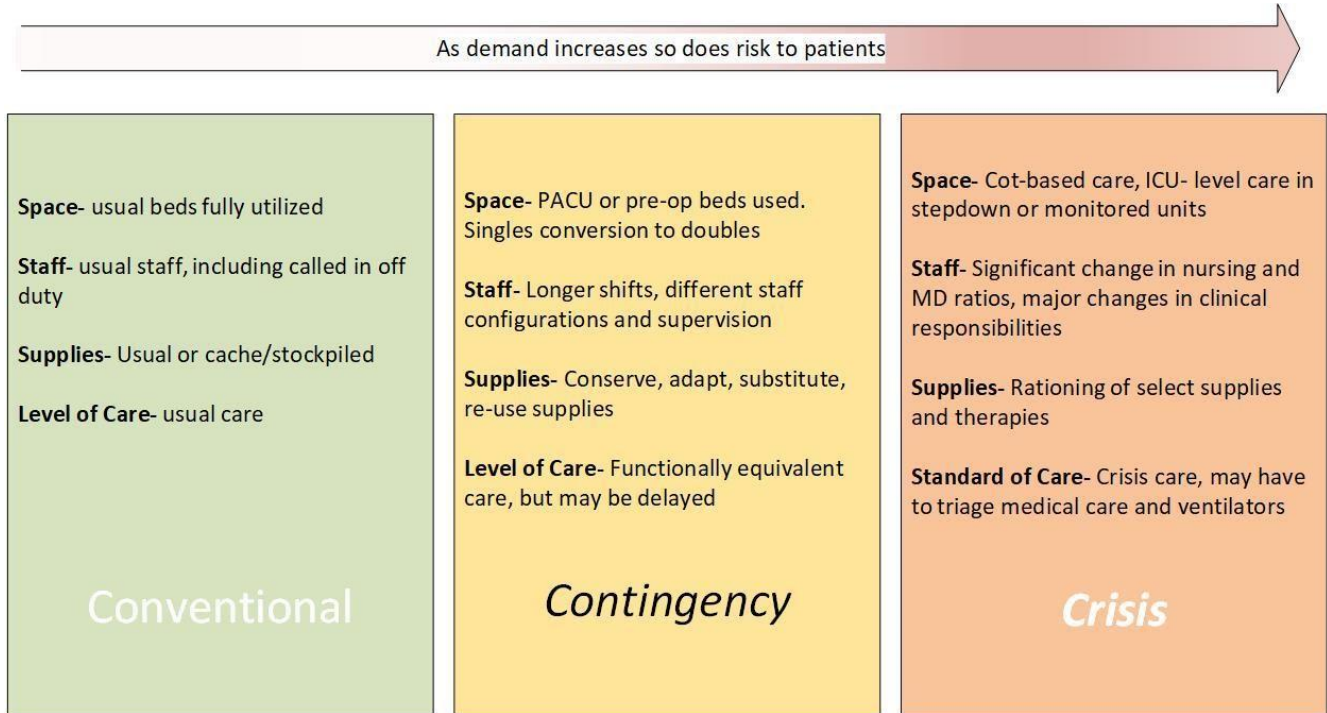 As demand increases so does risk to patients
Space- usual beds fully utilized
Staff- usual staff, including called in off
duty
Supplies- Usual or cache/stockpiled
Level of Care- usual care
Conventional
Space- PACU or pre-op beds used.
Singles conversion to doubles
Staff- Longer shifts, different staff
configurations and supervision
Supplies- Conserve, adapt, substitute,
re-use supplies
Level of Care- Functionally equivalent
care, but may be delayed
Contingency
Space- Cot-based care, ICU- level care in
stepdown or monitored units
Staff- Significant change in nursing and
MD ratios, major changes in clinical
responsibilities
Supplies- Rationing of select supplies
and therapies
Standard of Care- Crisis care, may have
to triage medical care and ventilators
Crisis